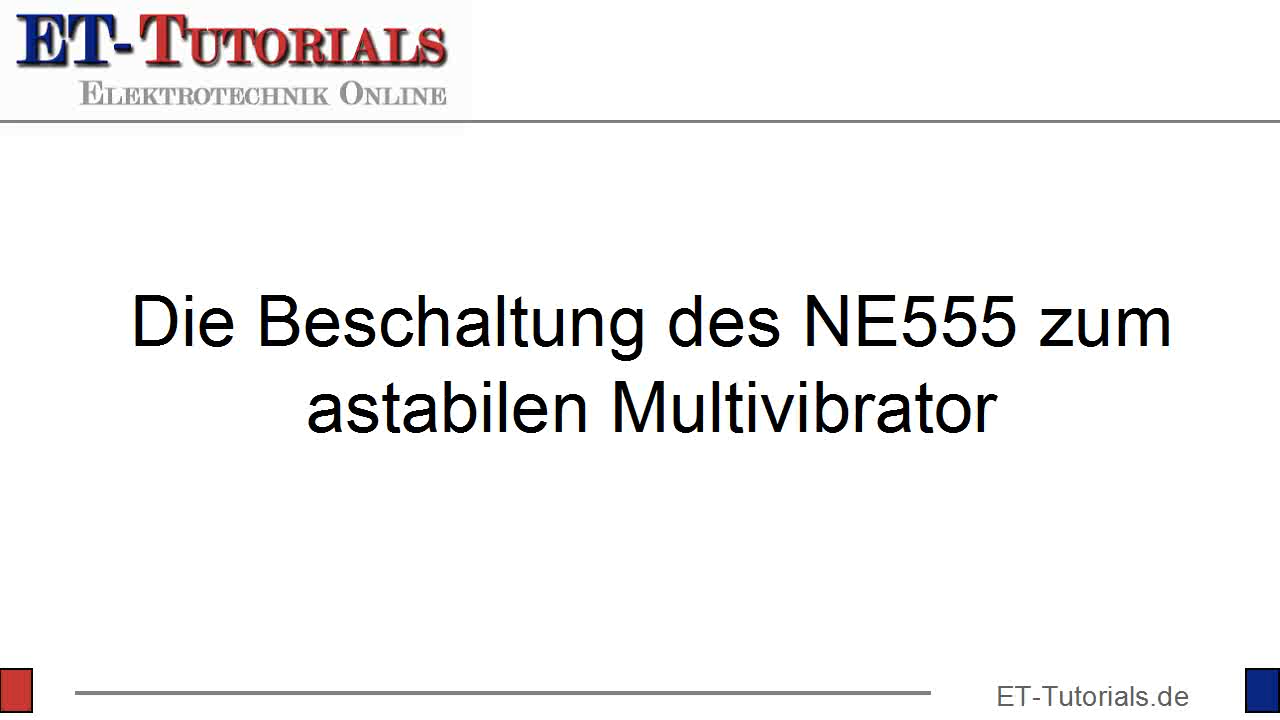 ET-TUTORIALS
ELEKTROTECHNIK ONLINE
Die Beschaltung des NE555 zum
astabilen Multivibrator
ET-Tutorials.de